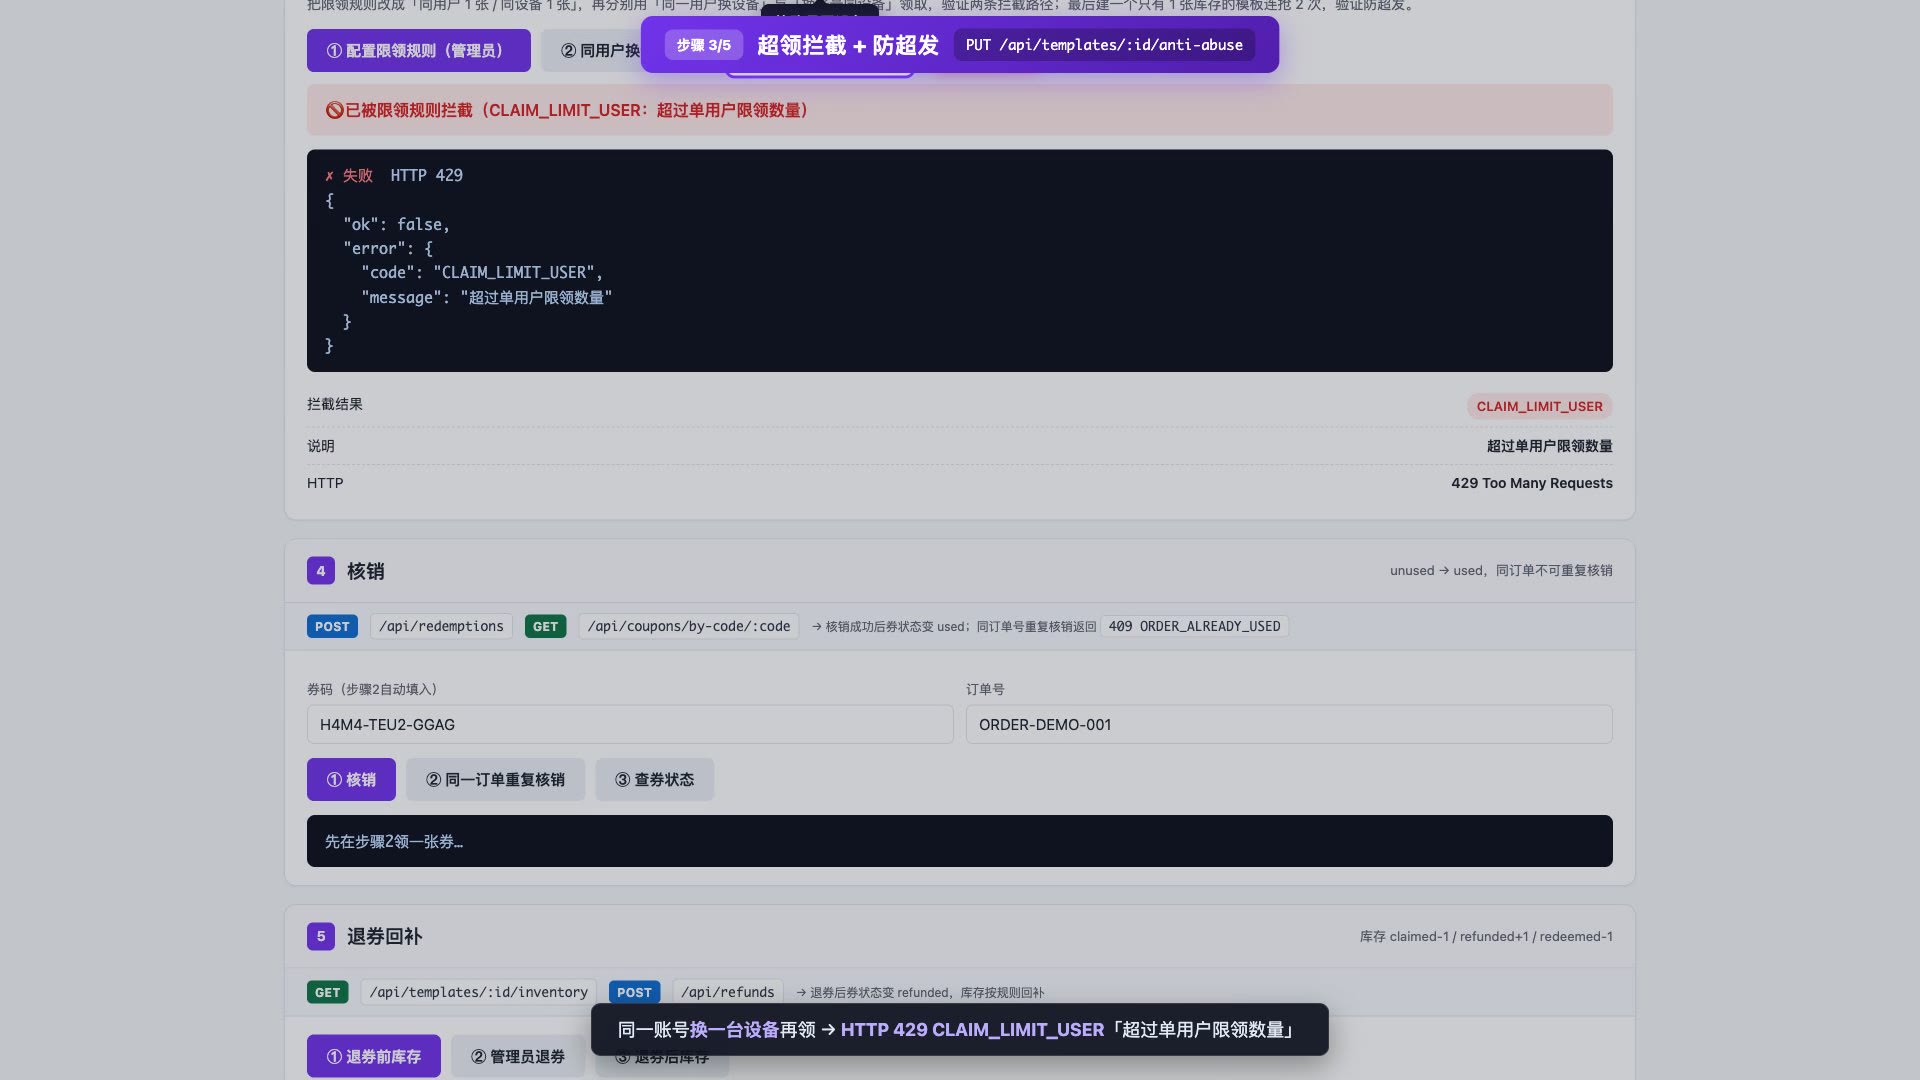 把限领规则改成「同用户 1 张 / 同设备 1 张」，再分别用「同一用户换设备」
领取，验证两条拦截路径；最后建一个只有 1 张库存的模板连抢 2 次，验证防超发。
步骤 3/5 超领拦截 + 防超发 PUT /api/templates/:id/anti-abuse
① 配置限领规则（管理员） ② 同用户换
🚫已被限领规则拦截（CLAIM_LIMIT_USER：超过单用户限领数量）
✗ 失败 HTTP 429
{
"ok": false,
"error": {
"code": "CLAIM_LIMIT_USER",
"message": "超过单用户限领数量"
}
}
拦截结果 CLAIM_LIMIT_USER
说明 超过单用户限领数量
HTTP 429 Too Many Requests
4 核销 unused → used，同订单不可重复核销
POST /api/redemptions GET /api/coupons/by-code/:code → 核销成功后券状态变 used；同订单号重复核销返回 409 ORDER_ALREADY_USED
券码（步骤2自动填入） 订单号
H4M4-TEU2-GGAG ORDER-DEMO-001
① 核销 ② 同一订单重复核销 ③ 查券状态
先在步骤2领一张券…
5 退券回补 库存 claimed-1 / refunded+1 / redeemed-1
GET /api/templates/:id/inventory POST /api/refunds → 退券后券状态变 refunded，库存按规则回补
同一账号换一台设备再领 → HTTP 429 CLAIM_LIMIT_USER「超过单用户限领数量」
① 退券前库存 ② 管理员退券 ③ 退券后库存